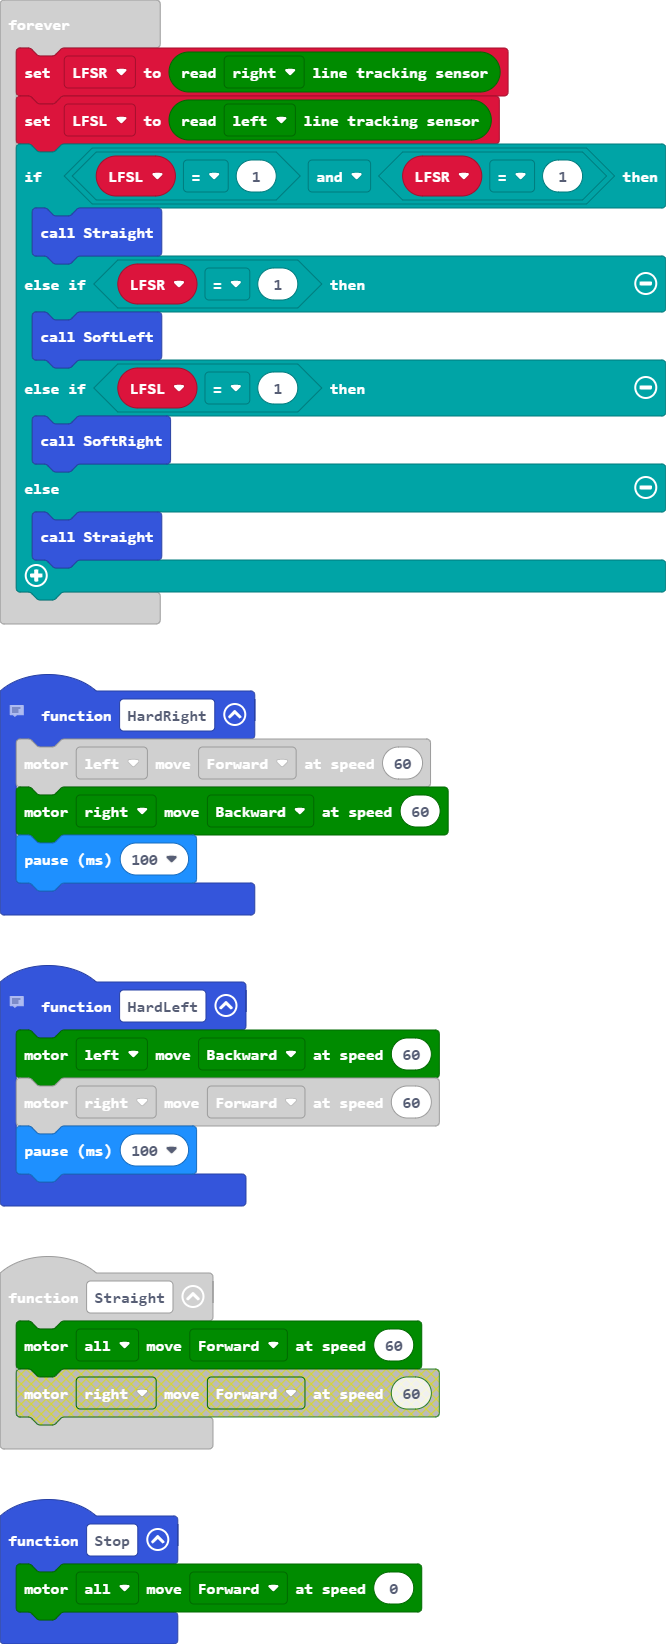 forever
set LFSR to read right line tracking sensor
set LFSL to read left line tracking sensor
if LFSL = 1 and LFSR = 1 then
call Straight
else if LFSR = 1 then
call SoftLeft
else if LFSL = 1 then
call SoftRight
else
call Straight
function HardRight
motor left move Forward at speed 60
motor right move Backward at speed 60
pause (ms) 100
function HardLeft
motor left move Backward at speed 60
motor right move Forward at speed 60
pause (ms) 100
function Straight
motor all move Forward at speed 60
motor right move Forward at speed 60
function Stop
motor all move Forward at speed 0